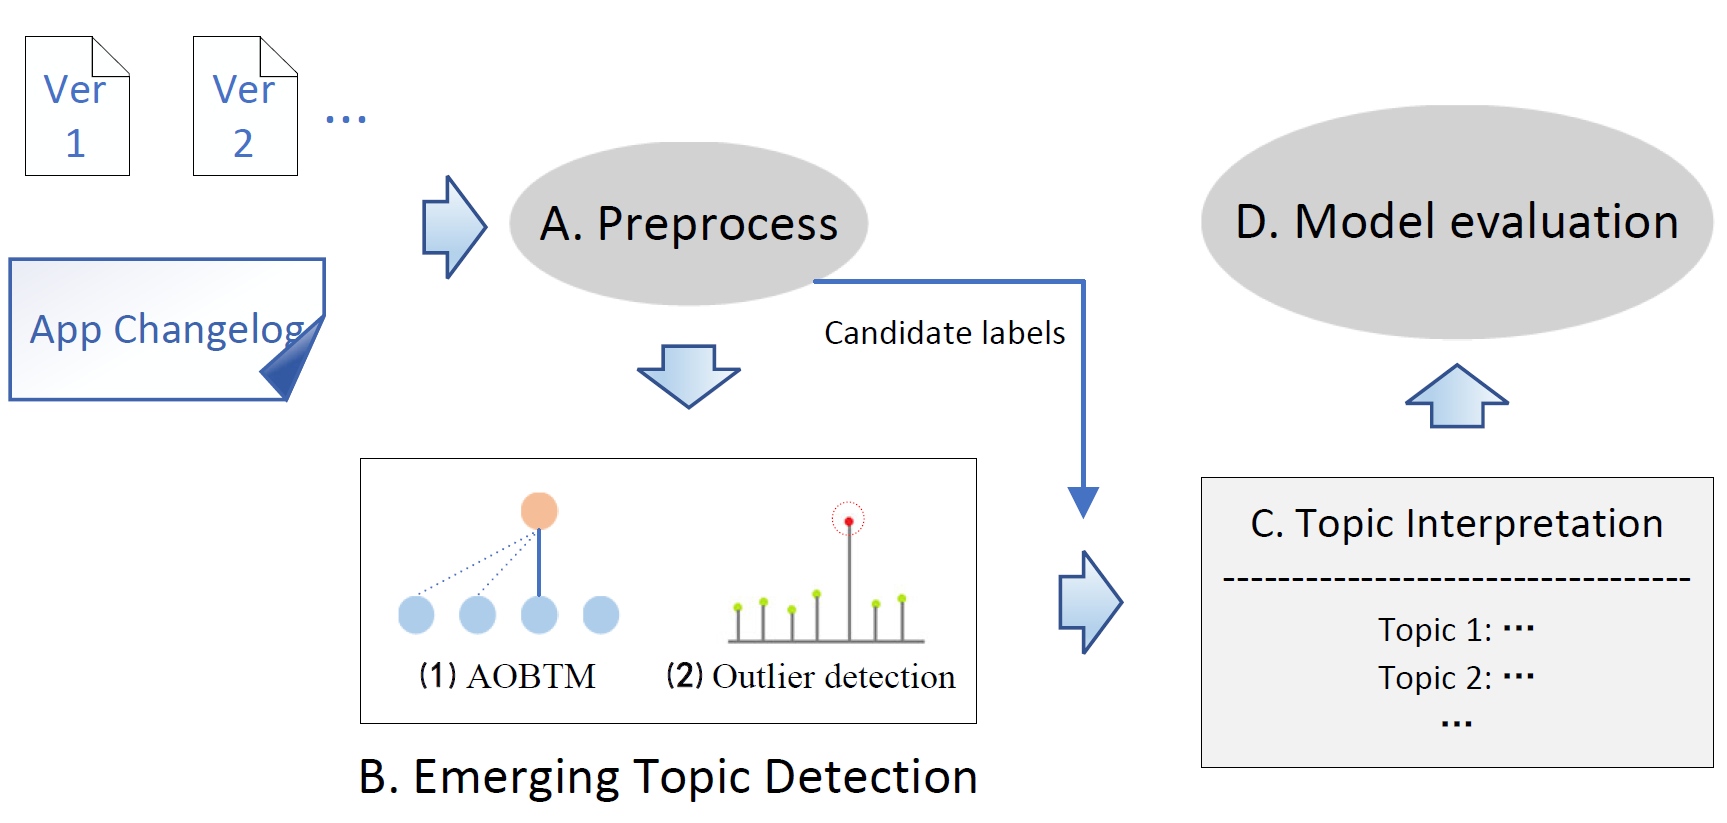 Ver
1
Ver
2
...
App Changelog
A. Preprocess
Candidate labels
(1) AOBTM
(2) Outlier detection
B. Emerging Topic Detection
C. Topic Interpretation
-----------------------------------
Topic 1: ...
Topic 2: ...
...
D. Model evaluation